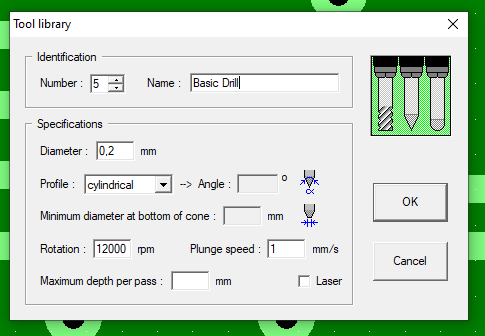 Tool library
Identification
Number : 5 Name : Basic Drill
Specifications
Diameter : 0,2 mm
Profile : cylindrical --> Angle : o α
Minimum diameter at bottom of cone : mm
Rotation : 12000 rpm Plunge speed : 1 mm/s
Maximum depth per pass : mm Laser
OK
Cancel